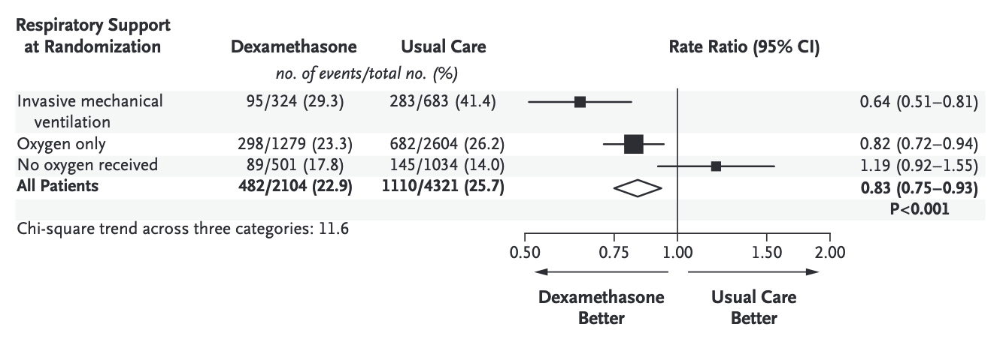 Respiratory Support
at Randomization Dexamethasone Usual Care Rate Ratio (95% CI)
no. of events/total no. (%)
Invasive mechanical 95/324 (29.3) 283/683 (41.4) 0.64 (0.51–0.81)
ventilation
Oxygen only 298/1279 (23.3) 682/2604 (26.2) 0.82 (0.72–0.94)
No oxygen received 89/501 (17.8) 145/1034 (14.0) 1.19 (0.92–1.55)
All Patients 482/2104 (22.9) 1110/4321 (25.7) 0.83 (0.75–0.93)
P<0.001
Chi-square trend across three categories: 11.6
0.50 0.75 1.00 1.50 2.00
Dexamethasone Usual Care
Better Better